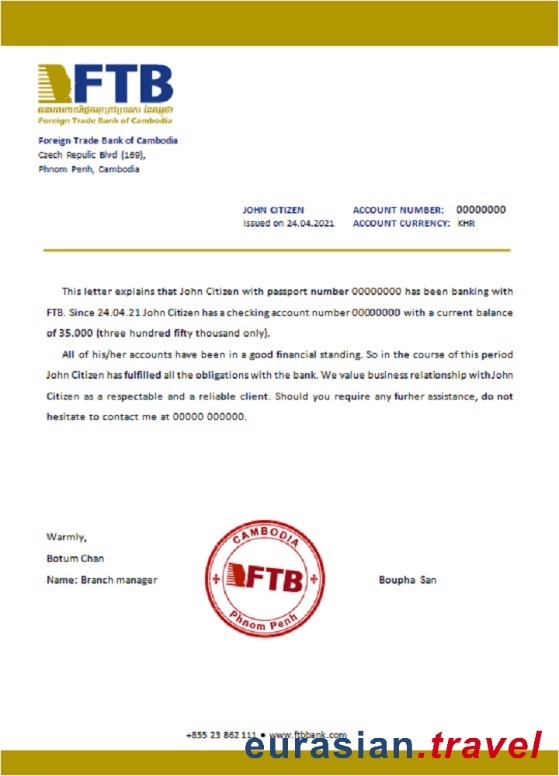 FTB
ធនាគារពាណិជ្ជកម្មក្រៅប្រទេស នៃកម្ពុជា
Foreign Trade Bank of Cambodia
Foreign Trade Bank of Cambodia
Czech Repulic Blvd (169),
Phnom Penh, Cambodia
JOHN CITIZEN ACCOUNT NUMBER: 00000000
Issued on 24.04.2021 ACCOUNT CURRENCY: KHR
This letter explains that John Citizen with passport number 00000000 has been banking with
FTB. Since 24.04.21 John Citizen has a checking account number 00000000 with a current balance
of 35.000 (three hundred fifty thousand only).
All of his/her accounts have been in a good financial standing. So in the course of this period
John Citizen has fulfilled all the obligations with the bank. We value business relationship withJohn
Citizen as a respectable and a reliable client. Should you require any furher assistance, do not
hesitate to contact me at 00000 000000.
Warmly,
Botum Chan
Name: Branch manager
CAMBODIA
FTB
Phnom Penh
Boupha San
+855 23 862 111 • www.ftbbank.com
eurasian.travel